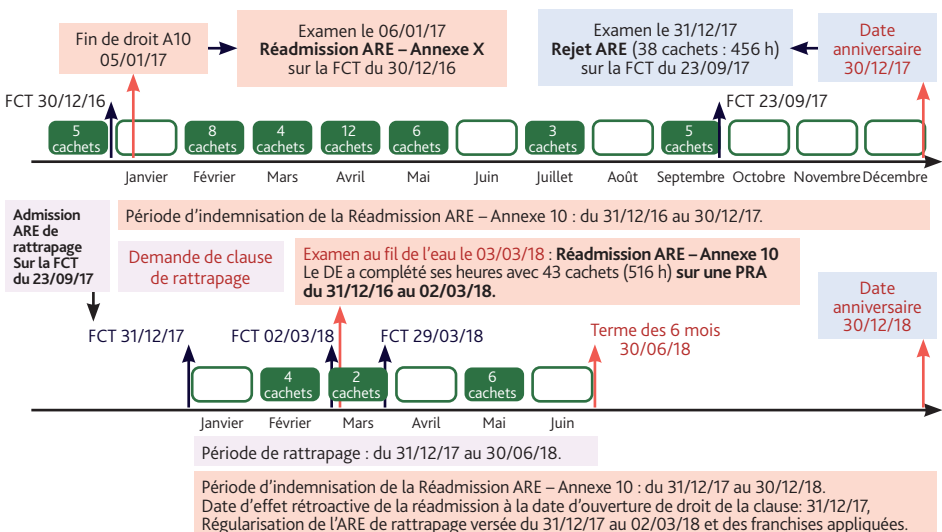 Fin de droit A10
05/01/17
Examen le 06/01/17
Réadmission ARE – Annexe X
sur la FCT du 30/12/16
Examen le 31/12/17
Rejet ARE (38 cachets : 456 h)
sur la FCT du 23/09/17
Date
anniversaire
30/12/17
FCT 30/12/16
FCT 23/09/17
5
cachets
8
cachets
4
cachets
12
cachets
6
cachets
3
cachets
5
cachets
Janvier
Février
Mars
Avril
Mai
Juin
Juillet
Août
Septembre
Octobre
Novembre
Décembre
Admission
ARE de
rattrapage
Sur la FCT
du 23/09/17
Période d’indemnisation de la Réadmission ARE – Annexe 10 : du 31/12/16 au 30/12/17.
Demande de clause
de rattrapage
Examen au fil de l’eau le 03/03/18 : Réadmission ARE – Annexe 10
Le DE a complété ses heures avec 43 cachets (516 h) sur une PRA
du 31/12/16 au 02/03/18.
Date
anniversaire
30/12/18
FCT 31/12/17
FCT 02/03/18
FCT 29/03/18
Terme des 6 mois
30/06/18
4
cachets
2
cachets
6
cachets
Janvier
Février
Mars
Avril
Mai
Juin
Période de rattrapage : du 31/12/17 au 30/06/18.
Période d’indemnisation de la Réadmission ARE – Annexe 10 : du 31/12/17 au 30/12/18.
Date d’effet rétroactive de la réadmission à la date d’ouverture de droit de la clause: 31/12/17,
Régularisation de l’ARE de rattrapage versée du 31/12/17 au 02/03/18 et des franchises appliquées.